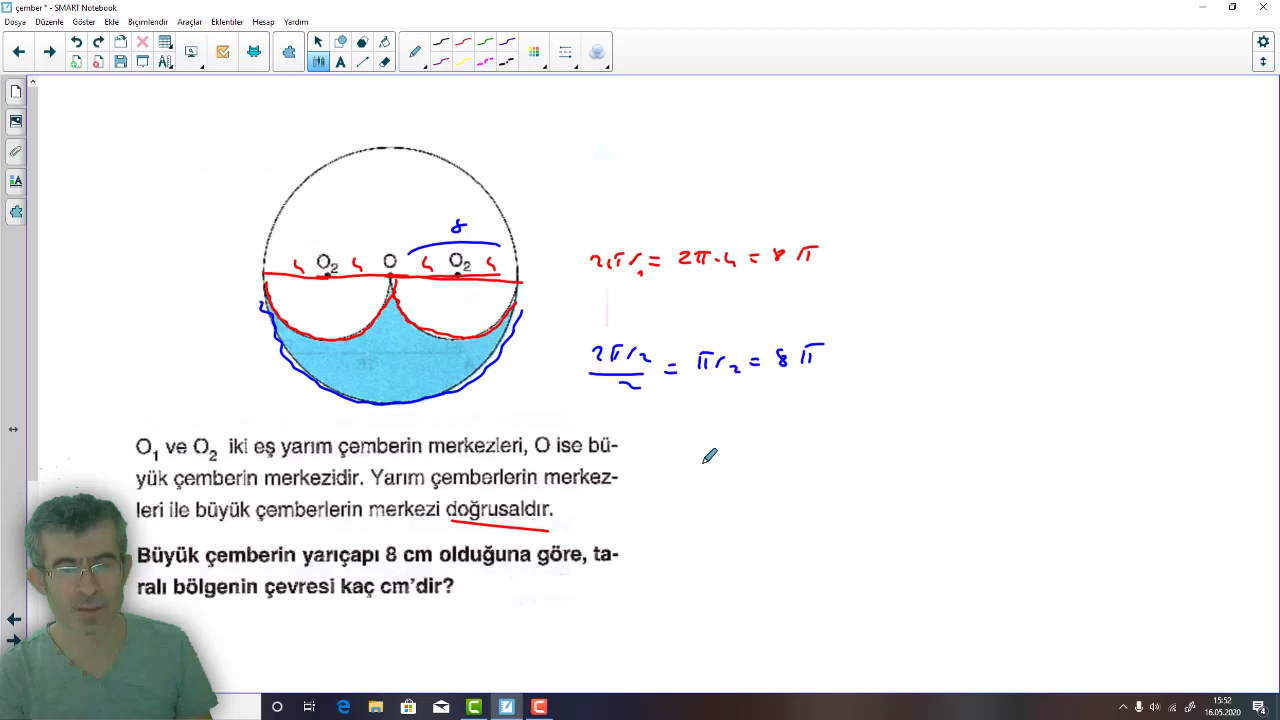 çember * - SMART Notebook
Dosya Düzenle Göster Ekle Biçimlendir Araçlar Eklentiler Hesap Yardım
8
4 O2 4 O 4 O2 4
2πr1 = 2π·4 = 8π
2πr2/2 = πr2 = 8π
O1 ve O2 iki eş yarım çemberin merkezleri, O ise bü-
yük çemberin merkezidir. Yarım çemberlerin merkez-
leri ile büyük çemberlerin merkezi doğrusaldır.
Büyük çemberin yarıçapı 8 cm olduğuna göre, ta-
ralı bölgenin çevresi kaç cm'dir?
15:52
16.05.2020